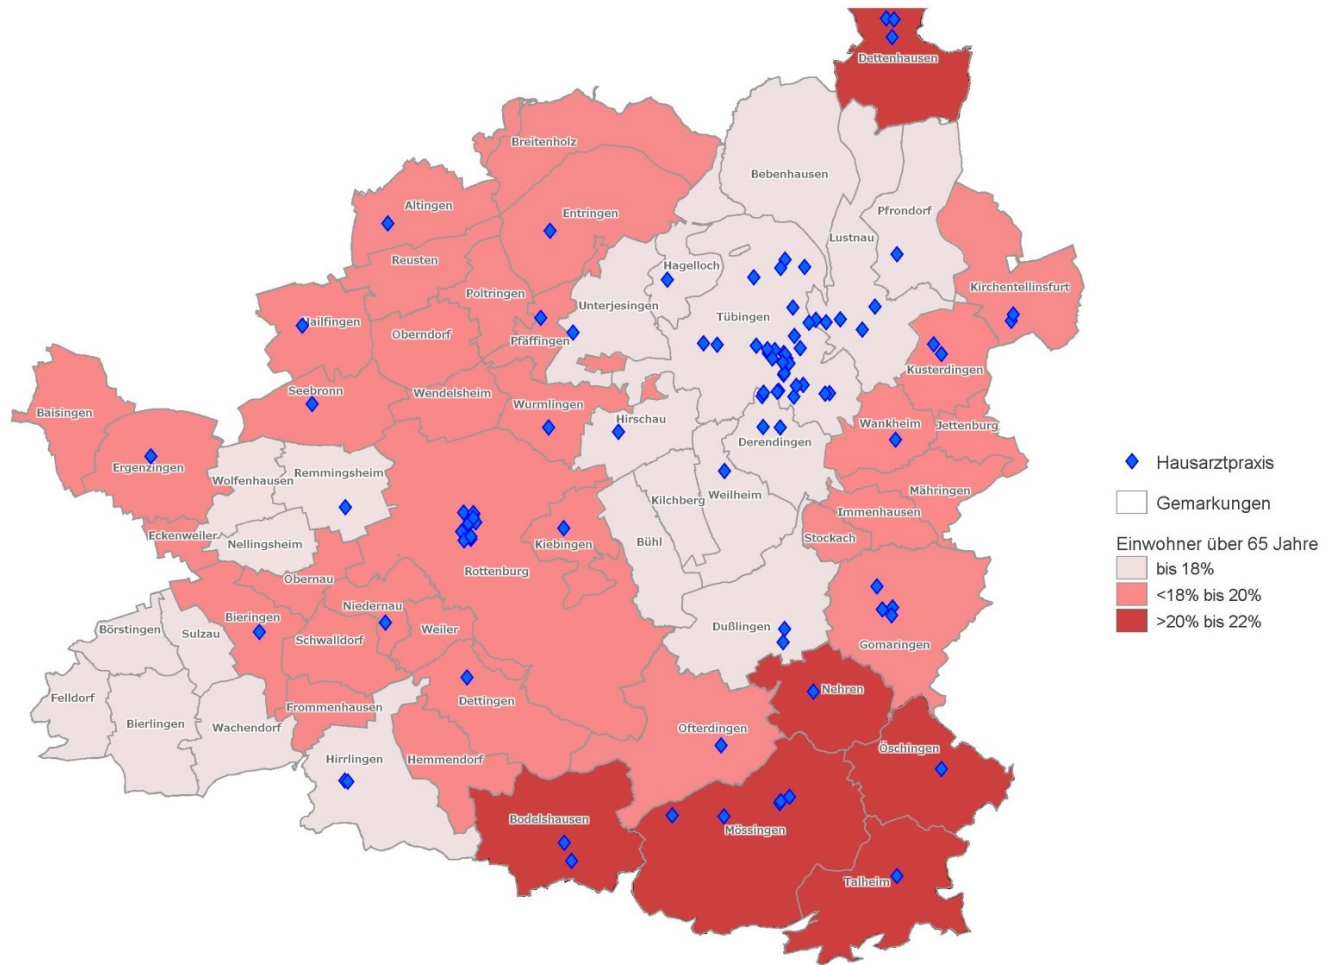 Dettenhausen
Breitenholz
Bebenhausen
Altingen
Entringen
Pfrondorf
Lustnau
Reusten
Hagelloch
Kirchentellinsfurt
Poltringen
Unterjesingen
Tübingen
Hailfingen
Oberndorf
Pfäffingen
Kusterdingen
Seebronn
Wendelsheim
Wurmlingen
Baisingen
Hirschau
Wankheim
Jettenburg
Derendingen
Ergenzingen
Remmingsheim
Wolfenhausen
Mähringen
Kilchberg
Weilheim
Immenhausen
Eckenweiler
Nellingsheim
Kiebingen
Bühl
Stockach
Rottenburg
Obernau
Niedernau
Bieringen
Börstingen
Sulzau
Schwalldorf
Weiler
Dußlingen
Gomaringen
Felldorf
Nehren
Frommenhausen
Dettingen
Bierlingen
Wachendorf
Ofterdingen
Öschingen
Hirrlingen
Hemmendorf
Bodelshausen
Mössingen
Talheim
Hausarztpraxis
Gemarkungen
Einwohner über 65 Jahre
bis 18%
<18% bis 20%
>20% bis 22%